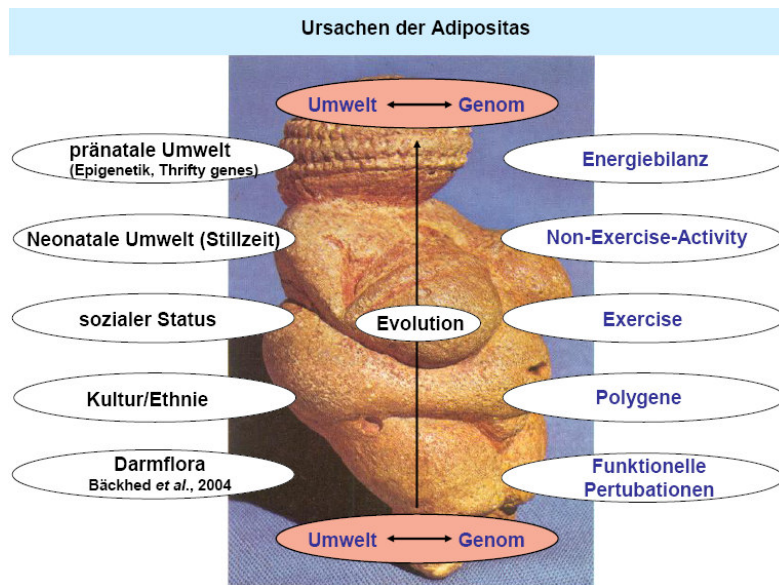 Ursachen der Adipositas
Umwelt Genom
pränatale Umwelt
(Epigenetik, Thrifty genes)
Energiebilanz
Neonatale Umwelt (Stillzeit)
Non-Exercise-Activity
sozialer Status
Evolution
Exercise
Kultur/Ethnie
Polygene
Darmflora
Bäckhed et al., 2004
Funktionelle
Pertubationen
Umwelt Genom